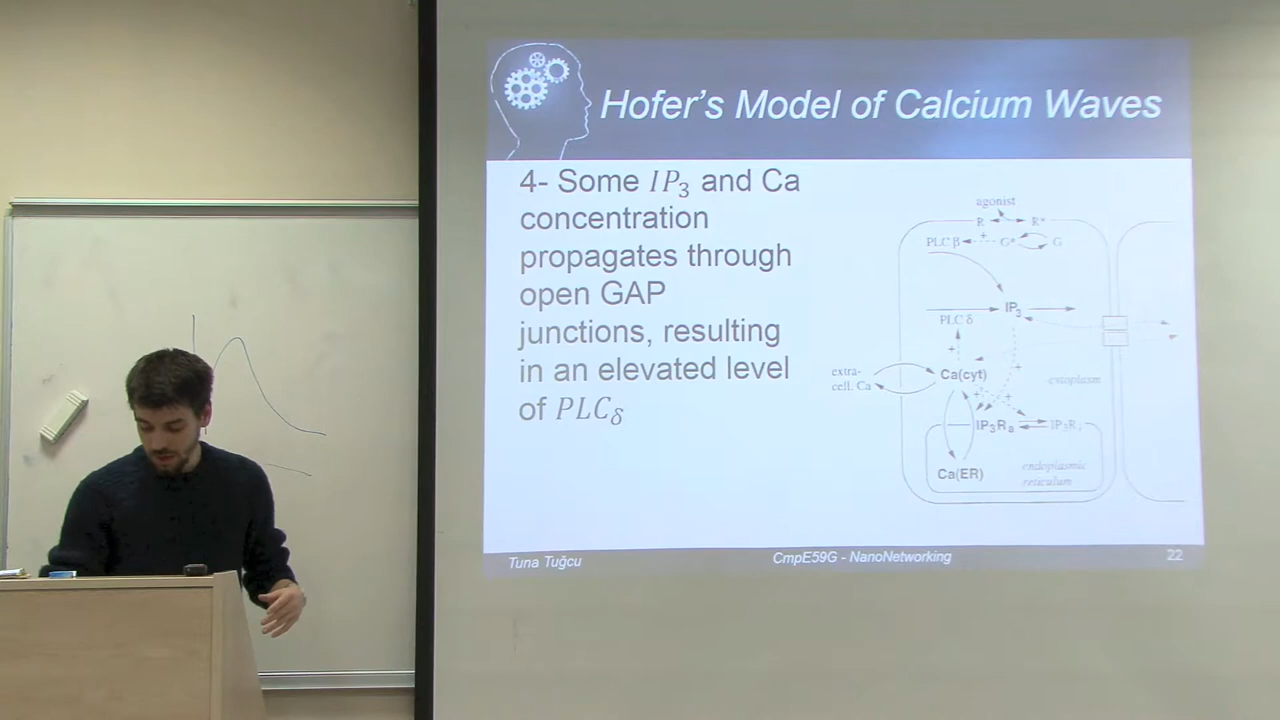 Hofer's Model of Calcium Waves
4- Some IP₃ and Ca
concentration
propagates through
open GAP
junctions, resulting
in an elevated level
of PLC_δ
agonist
R R*
PLC β + G* G
IP₃
PLC δ
+
+
extra-
cell. Ca
Ca(cyt)
cytoplasm
+ +
IP₃Rₐ IP₃Rᵢ
Ca(ER)
endoplasmic
reticulum
Tuna Tuğcu
CmpE59G - NanoNetworking
22